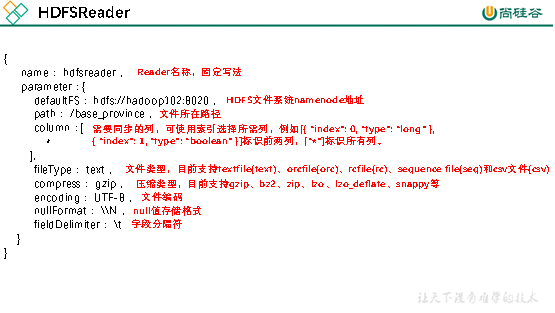 HDFSReader
尚硅谷
{
name : hdfsreader , Reader名称，固定写法
parameter : {
defaultFS : hdfs://hadoop102:8020 , HDFS文件系统namenode地址
path : /base_province , 文件所在路径
column : [ 需要同步的列，可使用索引选择所需列，例如[{ "index": 0, "type": "long" },
* { "index": 1, "type": "boolean" }]标识前两列，["*"]标识所有列。
],
fileType : text , 文件类型，目前支持textfile(text)、orcfile(orc)、rcfile(rc)、sequence file(seq)和csv文件(csv)
compress : gzip , 压缩类型，目前支持gzip、bz2、zip、lzo、lzo_deflate、snappy等
encoding : UTF-8 , 文件编码
nullFormat : \\N , null值存储格式
fieldDelimiter : \t 字段分隔符
}
}
让天下没有难学的技术